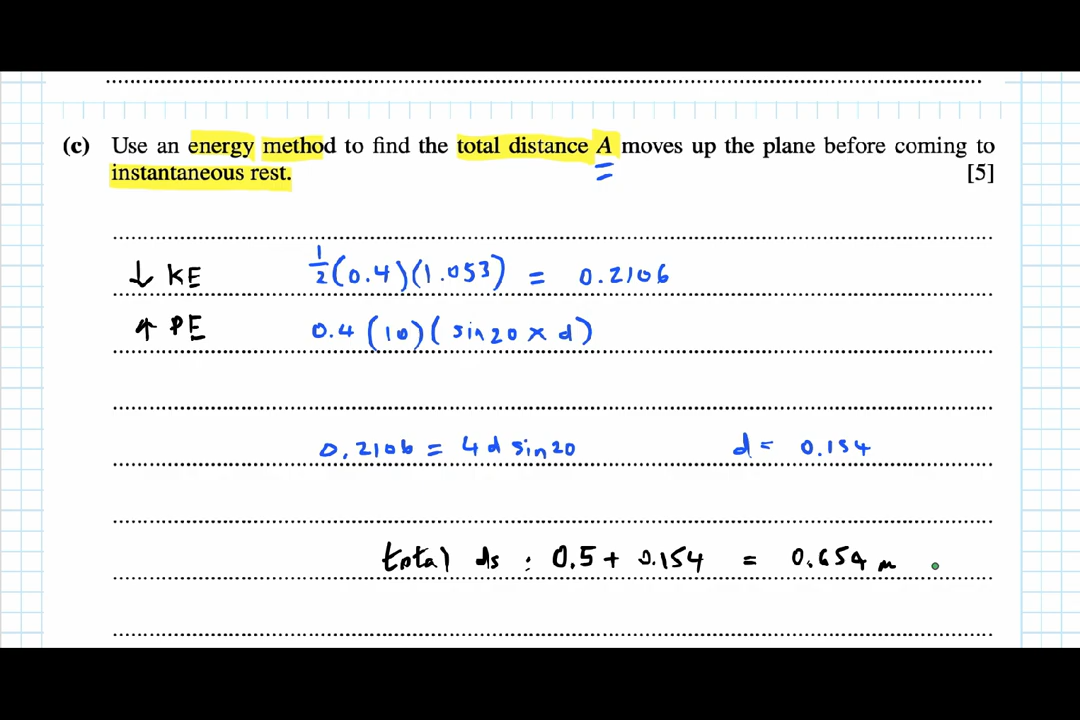 (c) Use an energy method to find the total distance A moves up the plane before coming to
instantaneous rest. [5]
↓ KE ½(0.4)(1.053) = 0.2106
↑ PE 0.4 (10)( sin20 × d)
0.2106 = 4 d sin20 d = 0.154
total ds : 0.5 + 0.154 = 0.654 m